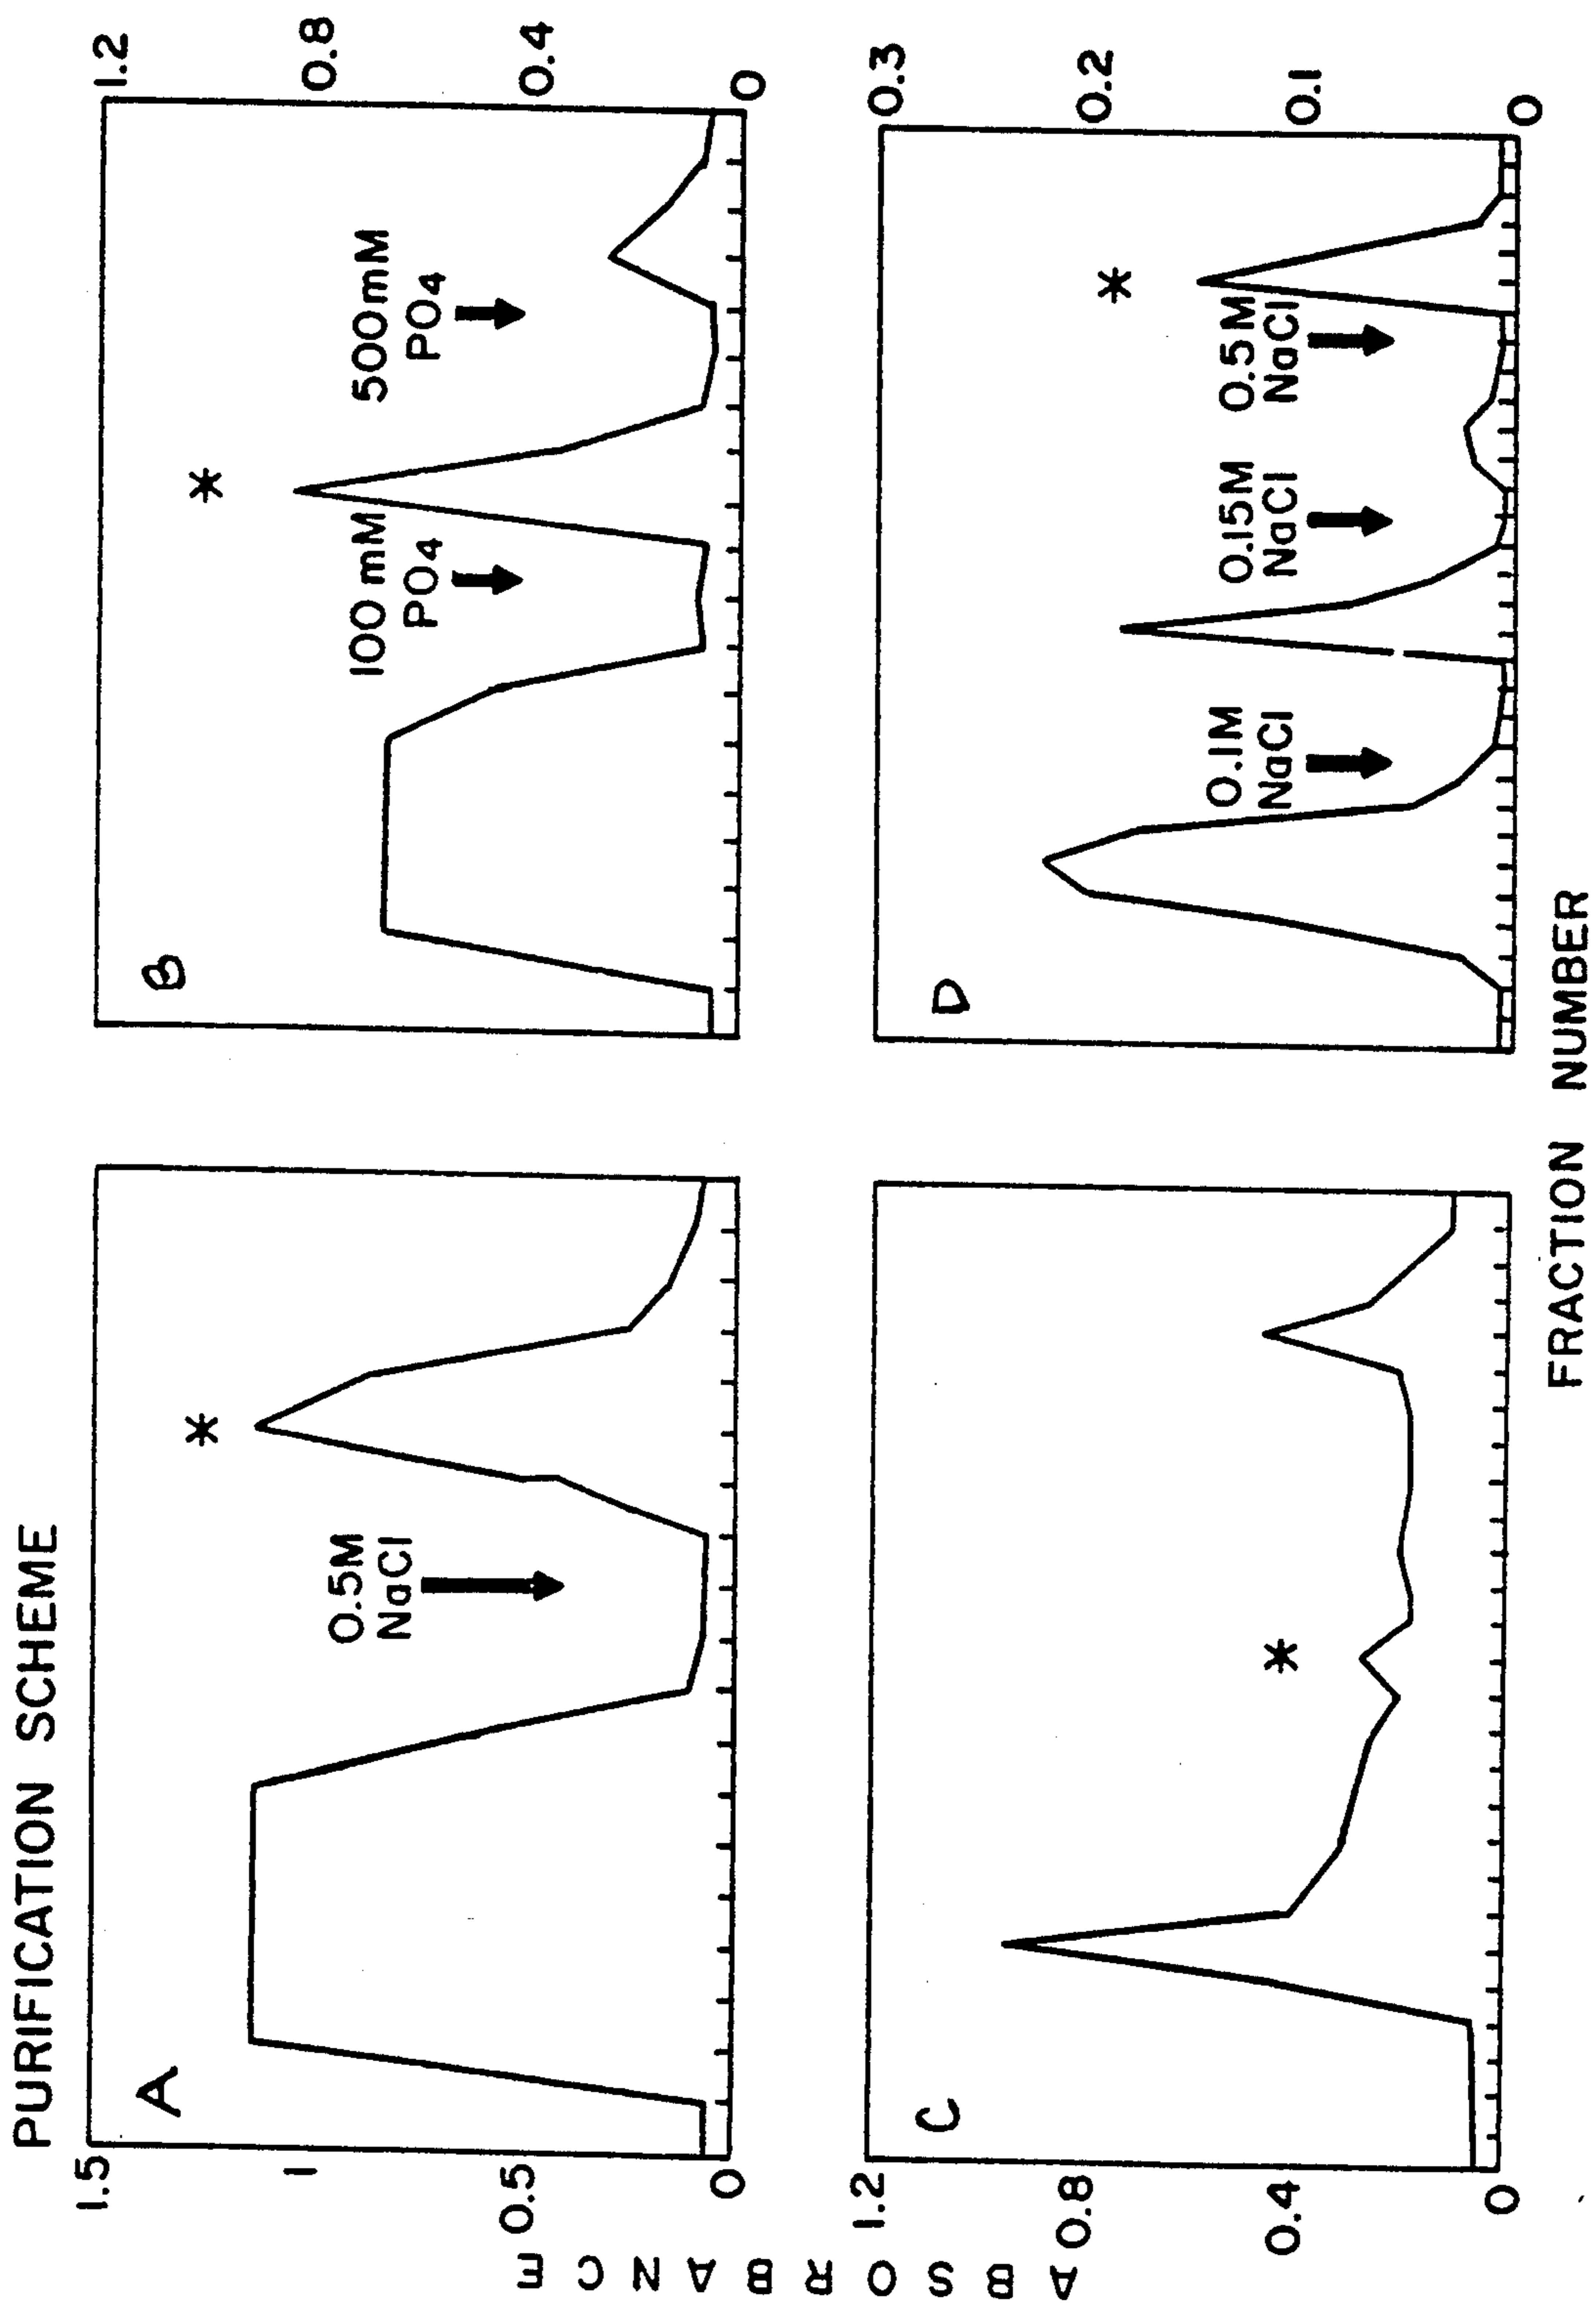 PURIFICATION SCHEME
A
0.5M
NaCl
*
1.5
1
0.5
0
B
100 mM
PO4
*
500mM
PO4
1.2
0.8
0.4
0
C
*
1.2
0.8
0.4
0
D
0.1M
NaCl
0.15M
NaCl
0.5M
NaCl
*
0.3
0.2
0.1
0
ABSORBANCE
FRACTION NUMBER